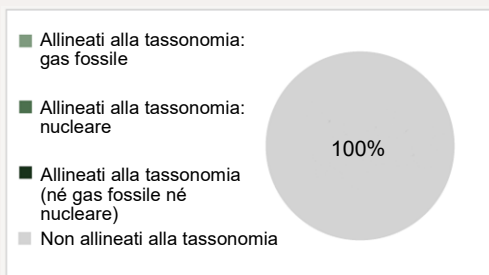 Allineati alla tassonomia:
gas fossile
Allineati alla tassonomia:
nucleare
Allineati alla tassonomia
(né gas fossile né
nucleare)
Non allineati alla tassonomia
100%